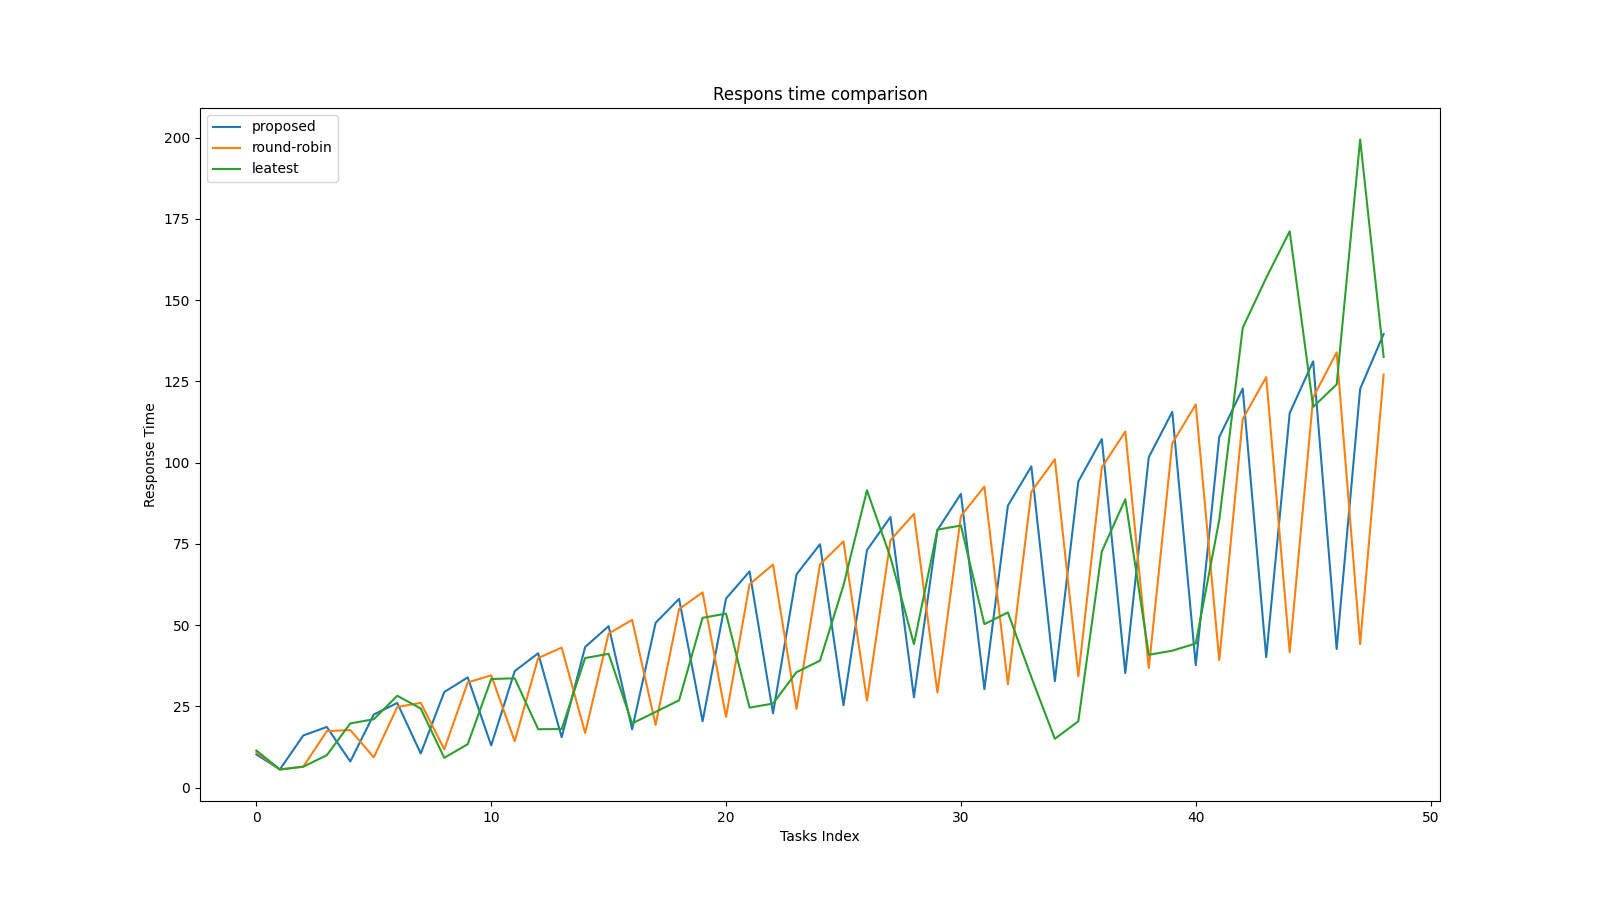 Respons time comparison
proposed
round-robin
leatest
200
175
150
125
100
75
50
25
0
Response Time
0 10 20 30 40 50
Tasks Index